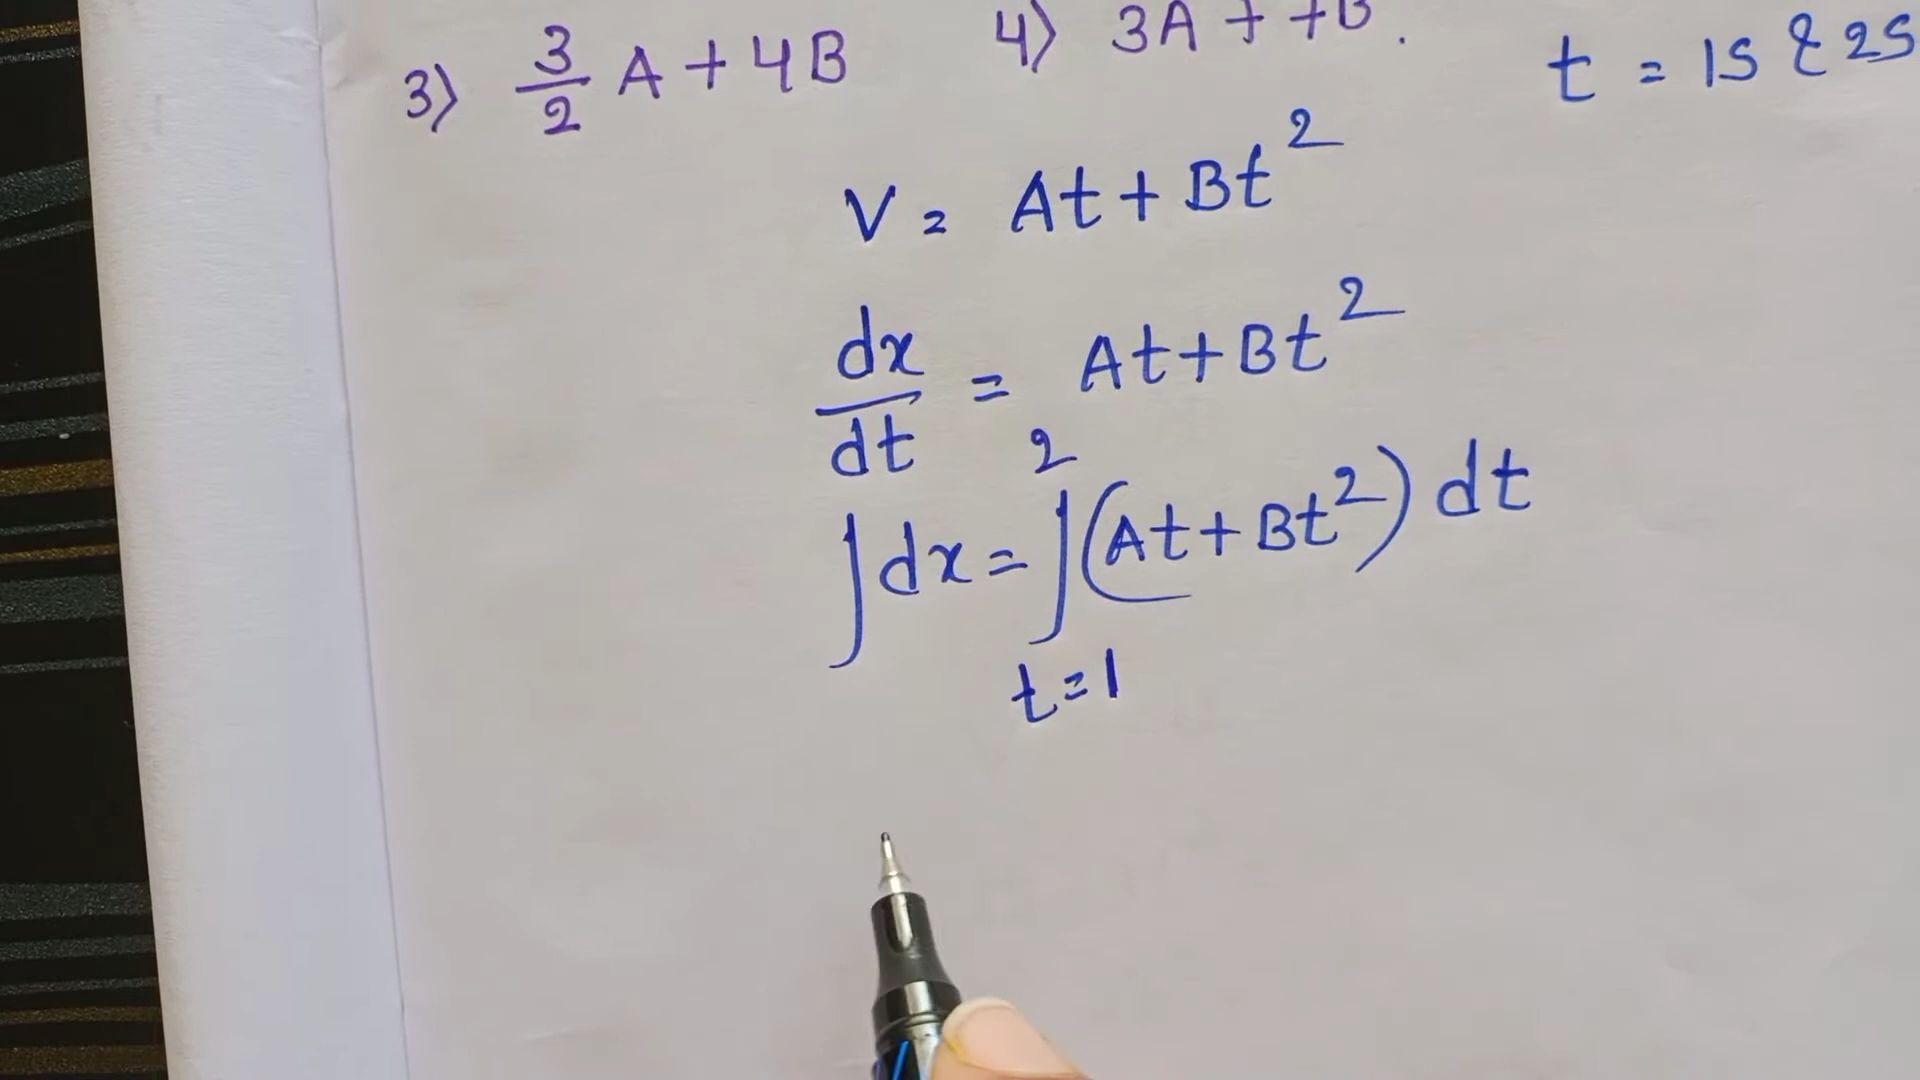 3) 3/2 A + 4B 4) 3A + +B.
t = 1s & 2s
V = At + Bt²
dx/dt = At + Bt²
∫dx = ∫_{t=1}^{2} (At + Bt²) dt